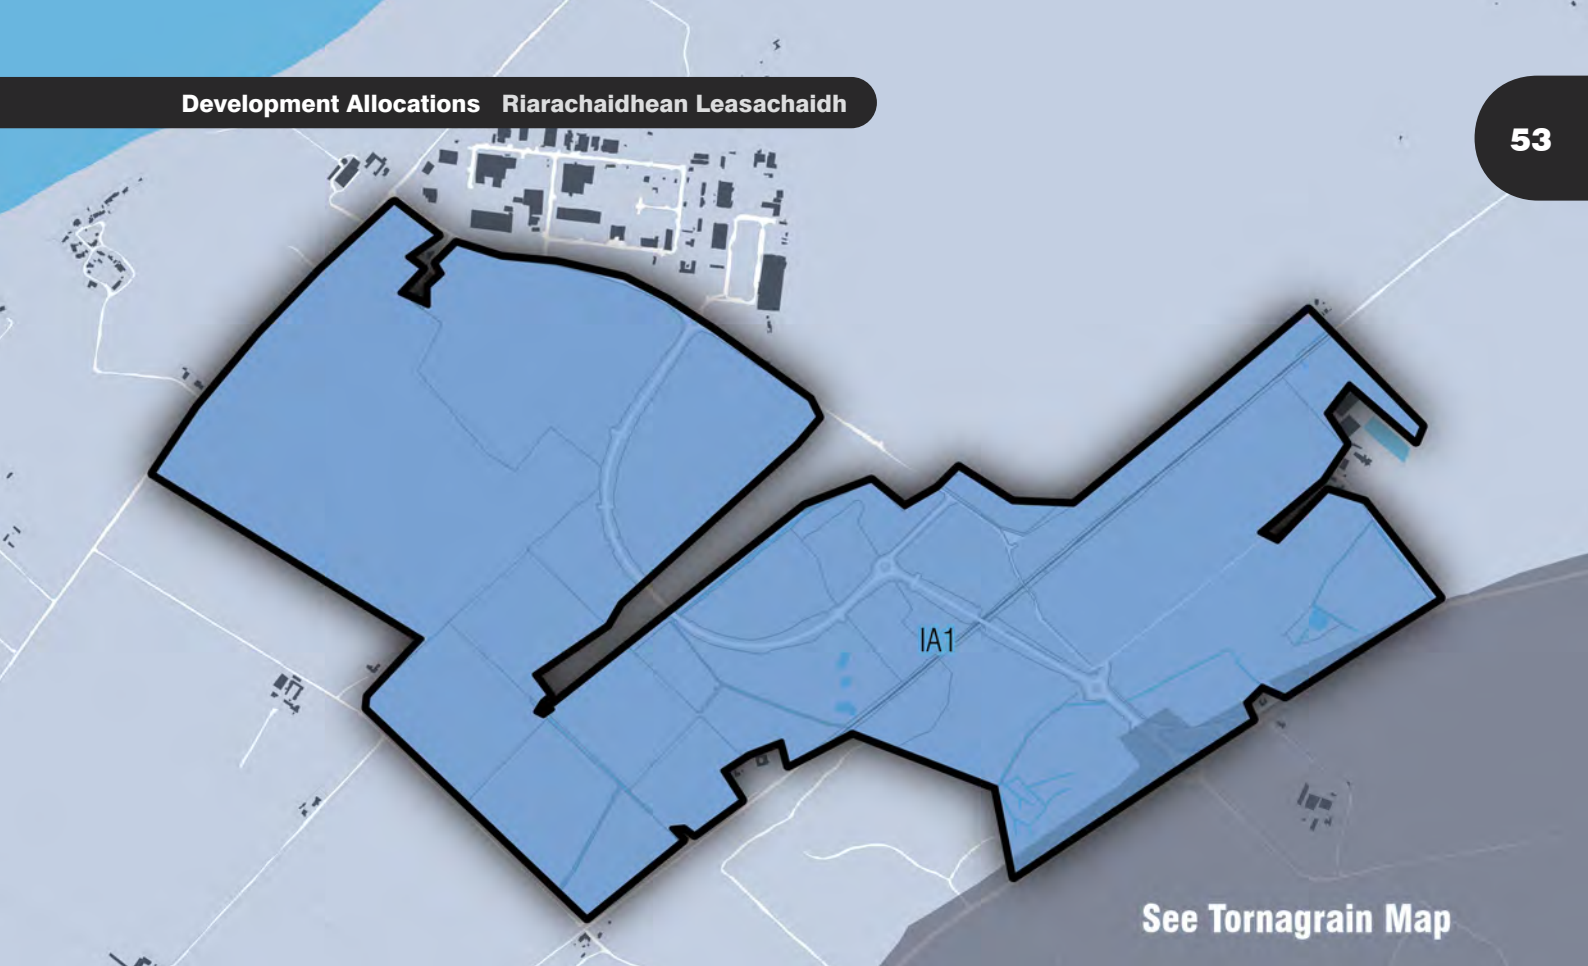 Development Allocations Riarachaidhean Leasachaidh
53
IA1
See Tornagrain Map